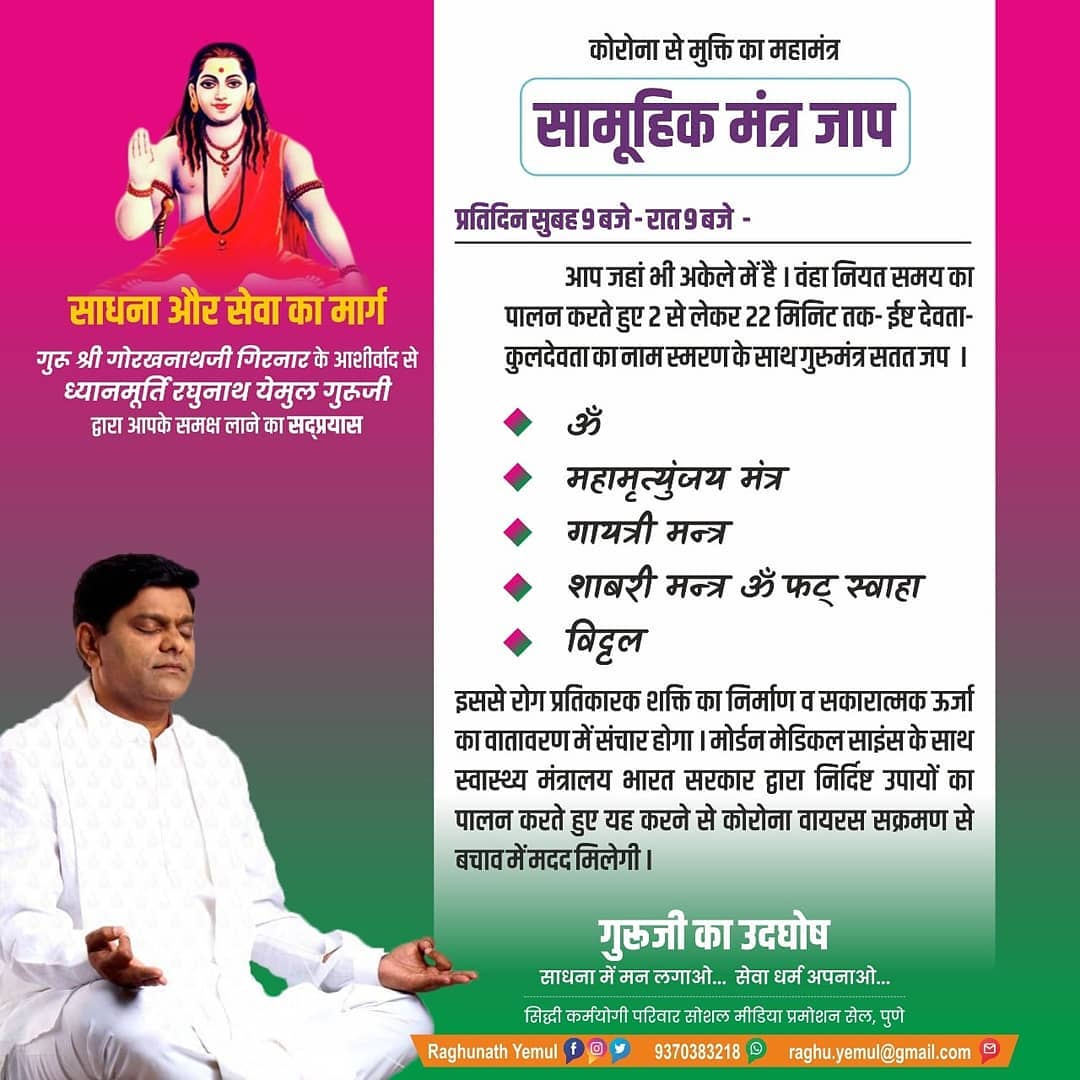 साधना और सेवा का मार्ग
गुरू श्री गोरखनाथजी गिरनार के आशीर्वाद से
ध्यानमूर्ति रघुनाथ येमुल गुरूजी
द्वारा आपके समक्ष लाने का सद्प्रयास
कोरोना से मुक्ति का महामंत्र
सामूहिक मंत्र जाप
प्रतिदिन सुबह 9 बजे - रात 9 बजे -
आप जहां भी अकेले में है । वंहा नियत समय का
पालन करते हुए 2 से लेकर 22 मिनिट तक- ईष्ट देवता-
कुलदेवता का नाम स्मरण के साथ गुरुमंत्र सतत जप ।
ॐ
महामृत्युंजय मंत्र
गायत्री मन्त्र
शाबरी मन्त्र ॐ फट् स्वाहा
विट्ठल
इससे रोग प्रतिकारक शक्ति का निर्माण व सकारात्मक ऊर्जा
का वातावरण में संचार होगा । मोर्डन मेडिकल साइंस के साथ
स्वास्थ्य मंत्रालय भारत सरकार द्वारा निर्दिष्ट उपायों का
पालन करते हुए यह करने से कोरोना वायरस सक्रमण से
बचाव में मदद मिलेगी ।
गुरूजी का उदघोष
साधना में मन लगाओ... सेवा धर्म अपनाओ...
सिद्धी कर्मयोगी परिवार सोशल मीडिया प्रमोशन सेल, पुणे
Raghunath Yemul 9370383218 raghu.yemul@gmail.com